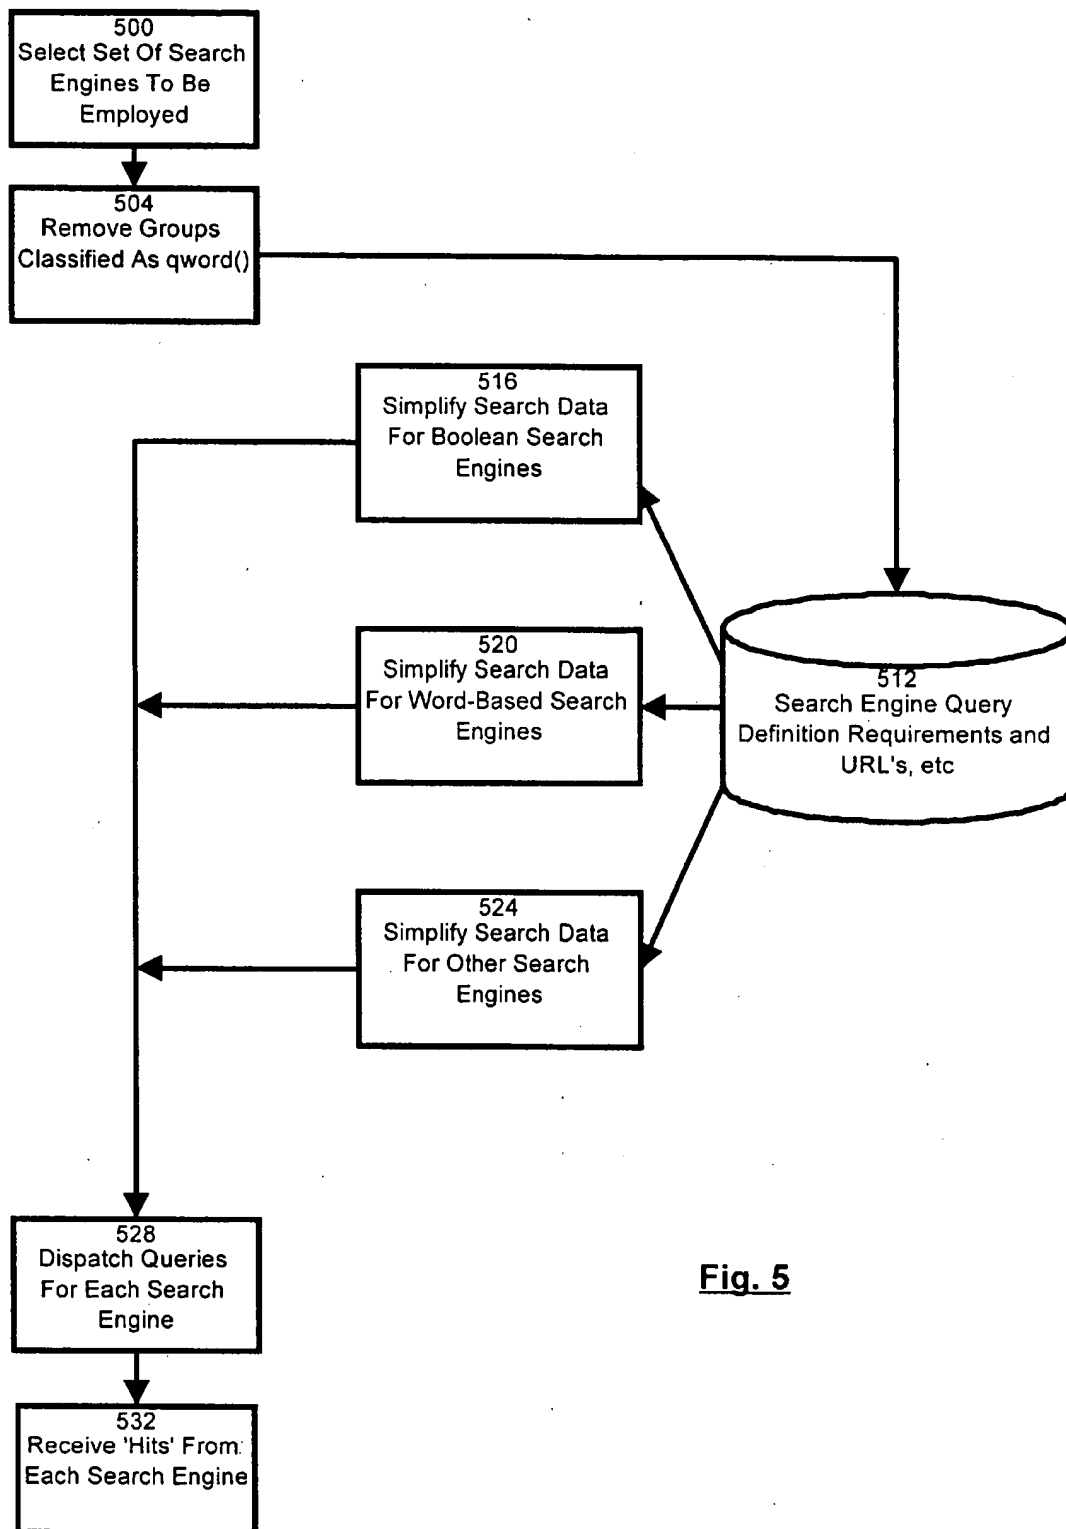 500
Select Set Of Search
Engines To Be
Employed
504
Remove Groups
Classified As qword()
516
Simplify Search Data
For Boolean Search
Engines
520
Simplify Search Data
For Word-Based Search
Engines
512
Search Engine Query
Definition Requirements and
URL's, etc
524
Simplify Search Data
For Other Search
Engines
528
Dispatch Queries
For Each Search
Engine
Fig. 5
532
Receive 'Hits' From
Each Search Engine